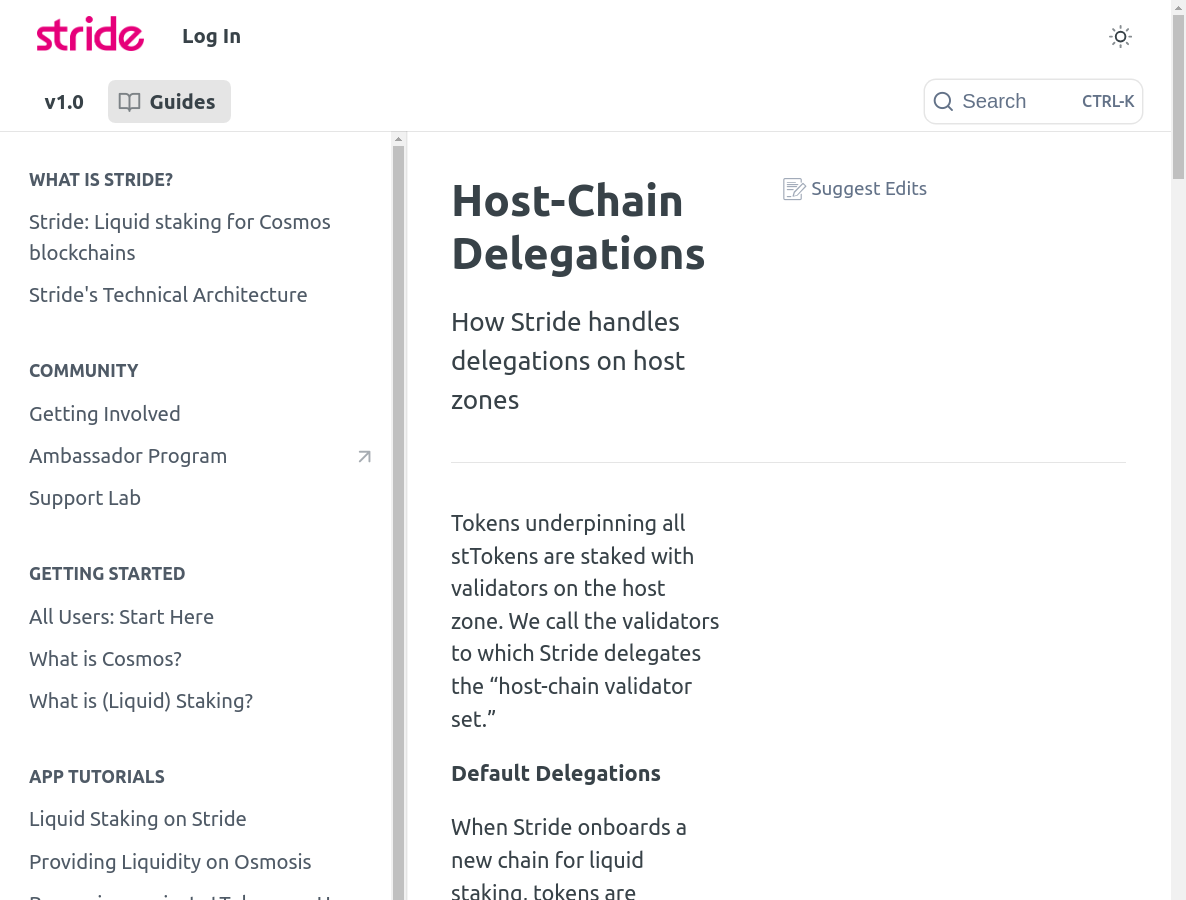 stride
Log In
v1.0
Guides
Search
CTRL-K
WHAT IS STRIDE?
Stride: Liquid staking for Cosmos
blockchains
Stride's Technical Architecture
COMMUNITY
Getting Involved
Ambassador Program
Support Lab
GETTING STARTED
All Users: Start Here
What is Cosmos?
What is (Liquid) Staking?
APP TUTORIALS
Liquid Staking on Stride
Providing Liquidity on Osmosis
Host-Chain
Delegations
Suggest Edits
How Stride handles
delegations on host
zones
Tokens underpinning all
stTokens are staked with
validators on the host
zone. We call the validators
to which Stride delegates
the “host-chain validator
set.”
Default Delegations
When Stride onboards a
new chain for liquid
staking, tokens are